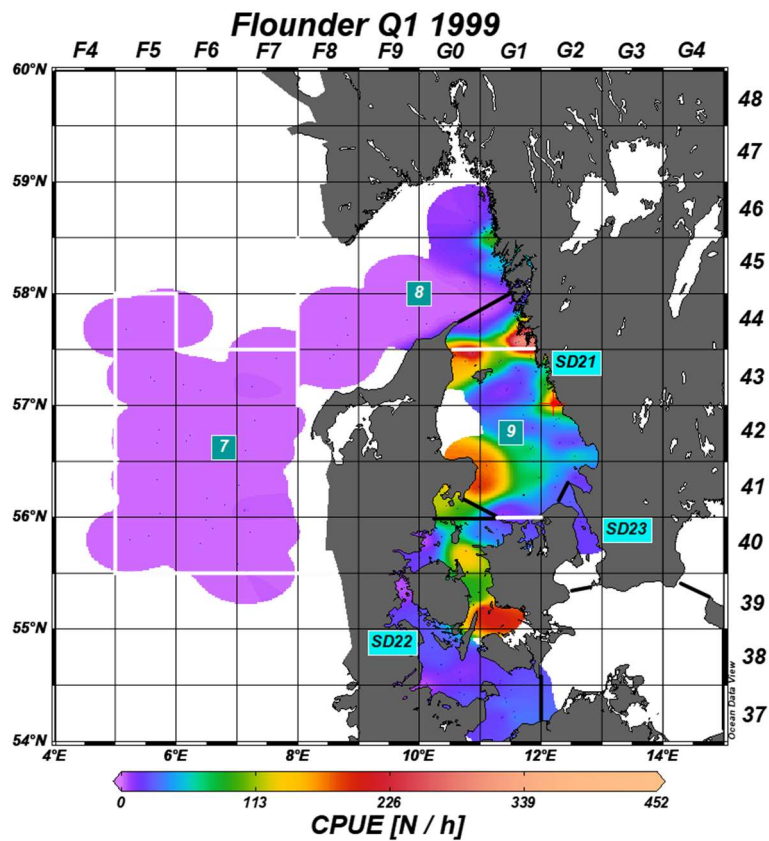 Flounder Q1 1999
F4 F5 F6 F7 F8 F9 G0 G1 G2 G3 G4
60°N
48
47
59°N
46
45
58°N
8
44
SD21
43
57°N
9
42
7
41
56°N
SD23
40
39
55°N
SD22
38
37
Ocean Data View
54°N
4°E 6°E 8°E 10°E 12°E 14°E
0 113 226 339 452
CPUE [N / h]